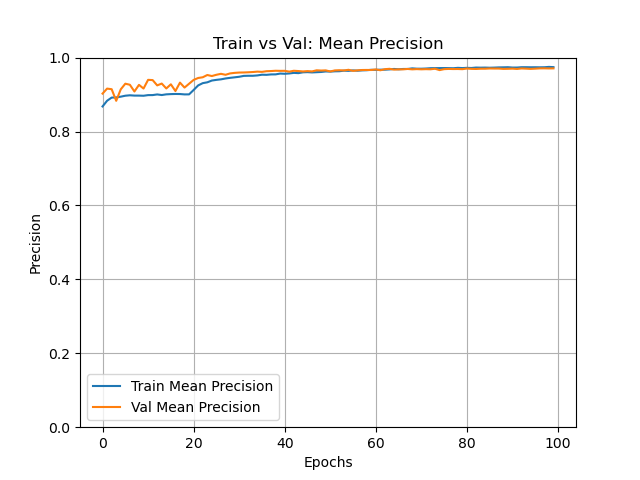 Train vs Val: Mean Precision
Precision
1.0
0.8
0.6
0.4
0.2
0.0
Train Mean Precision
Val Mean Precision
0 20 40 60 80 100
Epochs